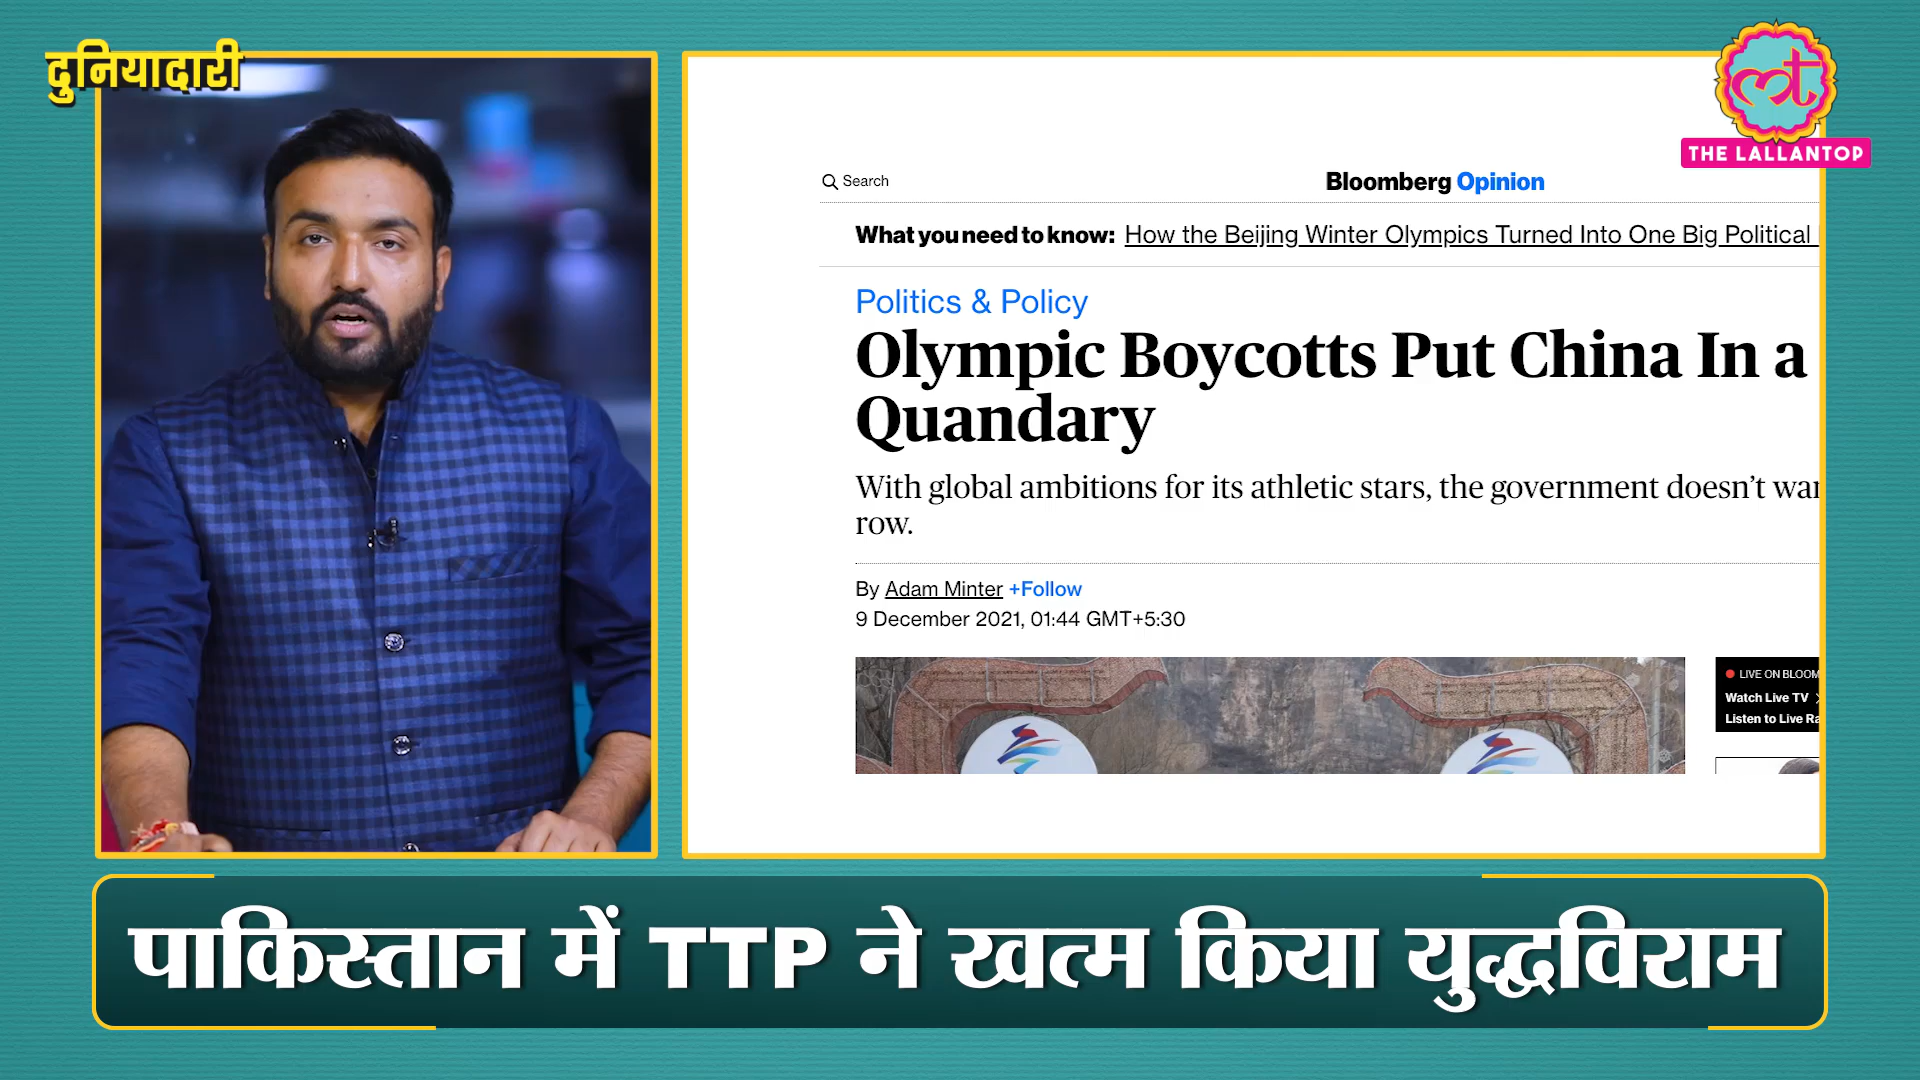 दुनियादारी
THE LALLANTOP
Search
Bloomberg Opinion
What you need to know: How the Beijing Winter Olympics Turned Into One Big Political
Politics & Policy
Olympic Boycotts Put China In a
Quandary
With global ambitions for its athletic stars, the government doesn't
row.
By Adam Minter +Follow
9 December 2021, 01:44 GMT+5:30
LIVE ON
Watch Live TV
Listen to Live
पाकिस्तान में TTP ने खत्म किया युद्धविराम